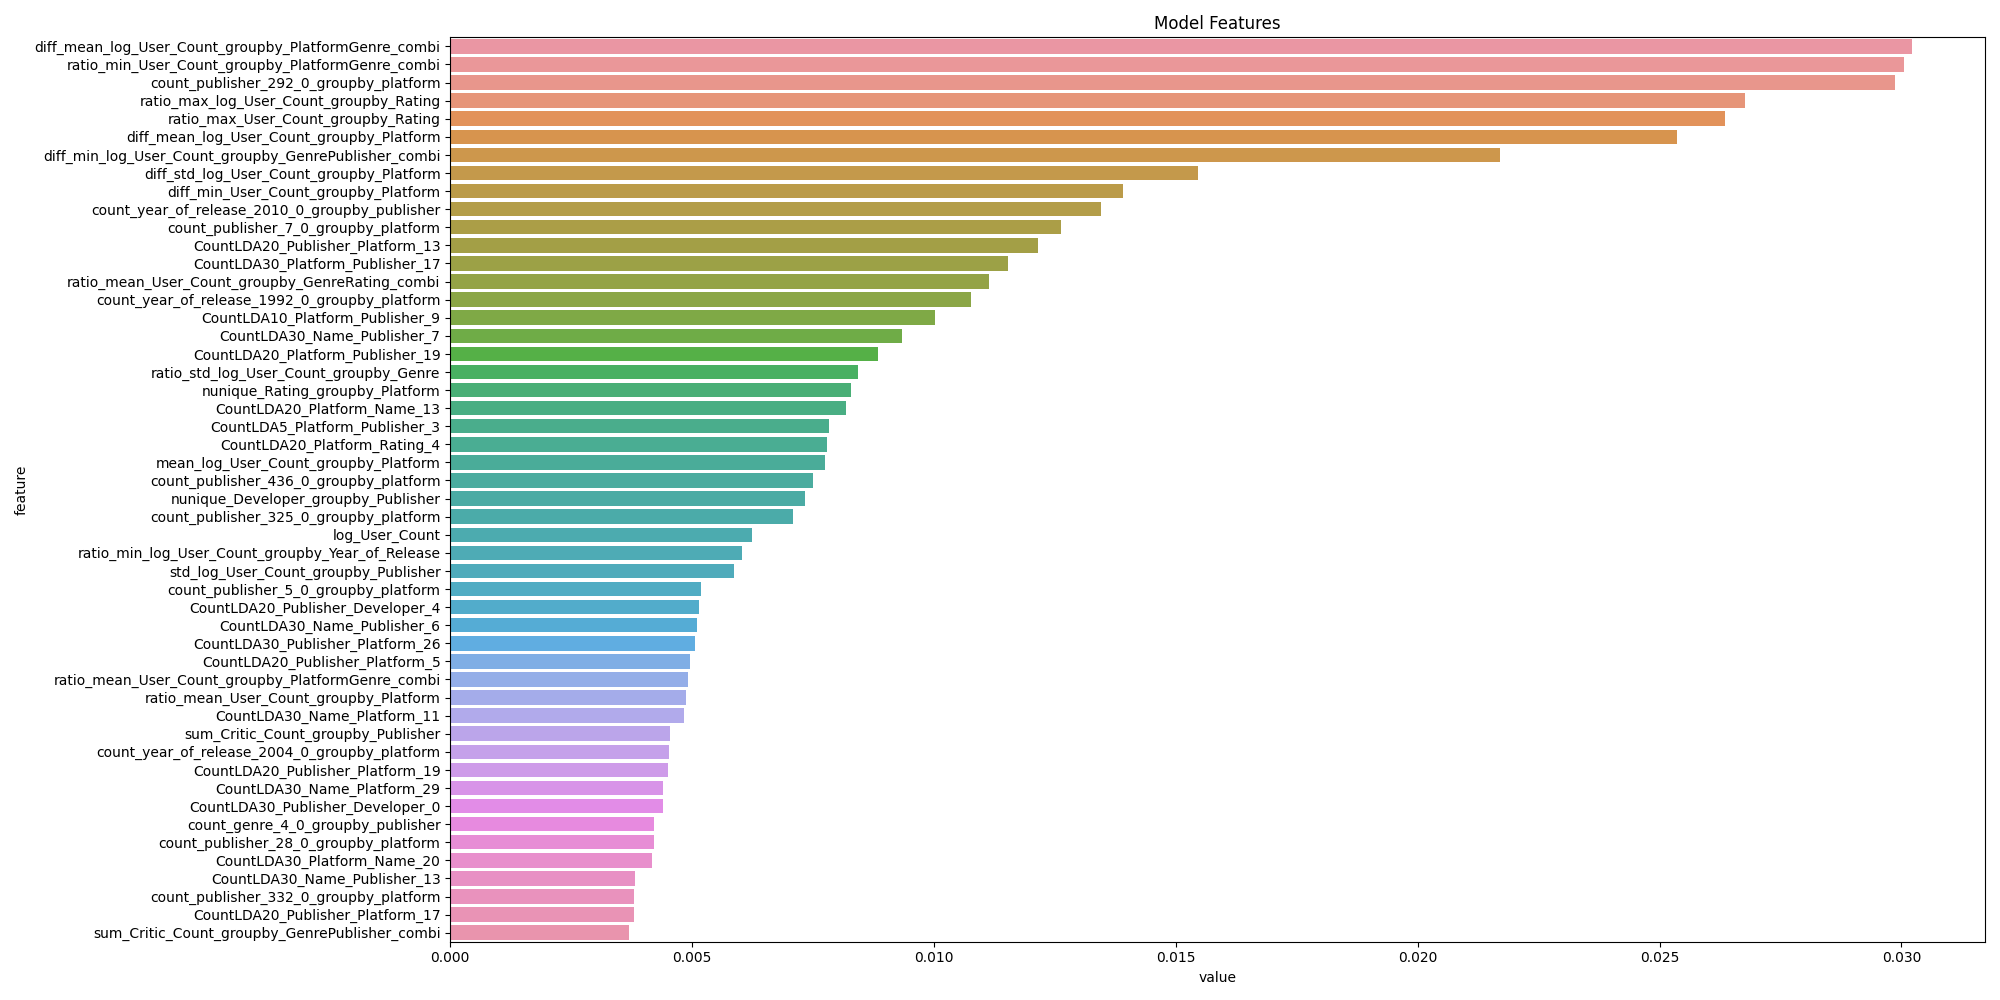 Model Features
diff_mean_log_User_Count_groupby_PlatformGenre_combi
ratio_min_User_Count_groupby_PlatformGenre_combi
count_publisher_292_0_groupby_platform
ratio_max_log_User_Count_groupby_Rating
ratio_max_User_Count_groupby_Rating
diff_mean_log_User_Count_groupby_Platform
diff_min_log_User_Count_groupby_GenrePublisher_combi
diff_std_log_User_Count_groupby_Platform
diff_min_User_Count_groupby_Platform
count_year_of_release_2010_0_groupby_publisher
count_publisher_7_0_groupby_platform
CountLDA20_Publisher_Platform_13
CountLDA30_Platform_Publisher_17
ratio_mean_User_Count_groupby_GenreRating_combi
count_year_of_release_1992_0_groupby_platform
CountLDA10_Platform_Publisher_9
CountLDA30_Name_Publisher_7
CountLDA20_Platform_Publisher_19
ratio_std_log_User_Count_groupby_Genre
nunique_Rating_groupby_Platform
CountLDA20_Platform_Name_13
CountLDA5_Platform_Publisher_3
CountLDA20_Platform_Rating_4
mean_log_User_Count_groupby_Platform
count_publisher_436_0_groupby_platform
nunique_Developer_groupby_Publisher
count_publisher_325_0_groupby_platform
log_User_Count
ratio_min_log_User_Count_groupby_Year_of_Release
std_log_User_Count_groupby_Publisher
count_publisher_5_0_groupby_platform
CountLDA20_Publisher_Developer_4
CountLDA30_Name_Publisher_6
CountLDA30_Publisher_Platform_26
CountLDA20_Publisher_Platform_5
ratio_mean_User_Count_groupby_PlatformGenre_combi
ratio_mean_User_Count_groupby_Platform
CountLDA30_Name_Platform_11
sum_Critic_Count_groupby_Publisher
count_year_of_release_2004_0_groupby_platform
CountLDA20_Publisher_Platform_19
CountLDA30_Name_Platform_29
CountLDA30_Publisher_Developer_0
count_genre_4_0_groupby_publisher
count_publisher_28_0_groupby_platform
CountLDA30_Platform_Name_20
CountLDA30_Name_Publisher_13
count_publisher_332_0_groupby_platform
CountLDA20_Publisher_Platform_17
sum_Critic_Count_groupby_GenrePublisher_combi
feature
0.000 0.005 0.010 0.015 0.020 0.025 0.030
value